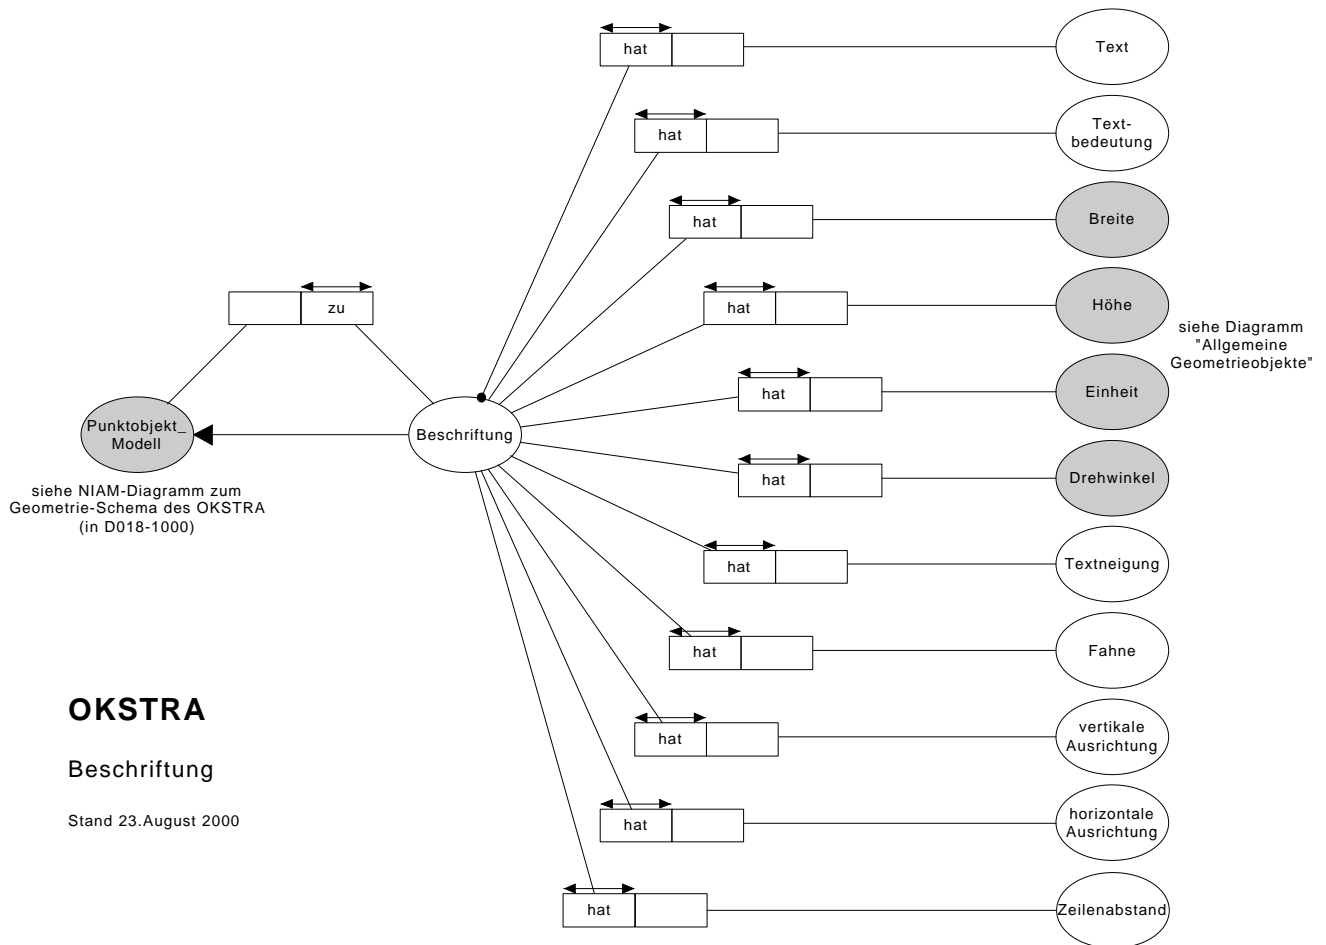 hat
Text
hat
Text-
bedeutung
hat
Breite
zu
hat
Höhe
siehe Diagramm
"Allgemeine
Geometrieobjekte"
hat
Einheit
Punktobjekt_
Modell
Beschriftung
hat
Drehwinkel
siehe NIAM-Diagramm zum
Geometrie-Schema des OKSTRA
(in D018-1000)
hat
Textneigung
hat
Fahne
OKSTRA
hat
vertikale
Ausrichtung
Beschriftung
Stand 23.August 2000
hat
horizontale
Ausrichtung
hat
Zeilenabstand